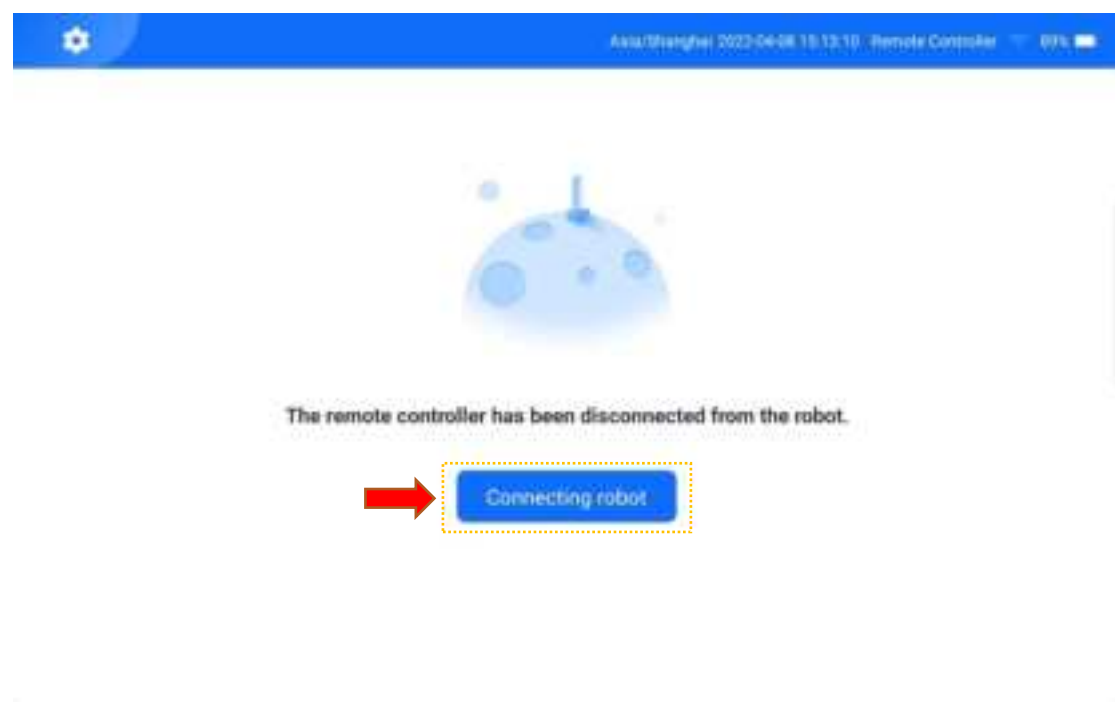 Asia/Shanghai 2022-04-08 15:13:10 Remote Controller 89%
The remote controller has been disconnected from the robot.
Connecting robot